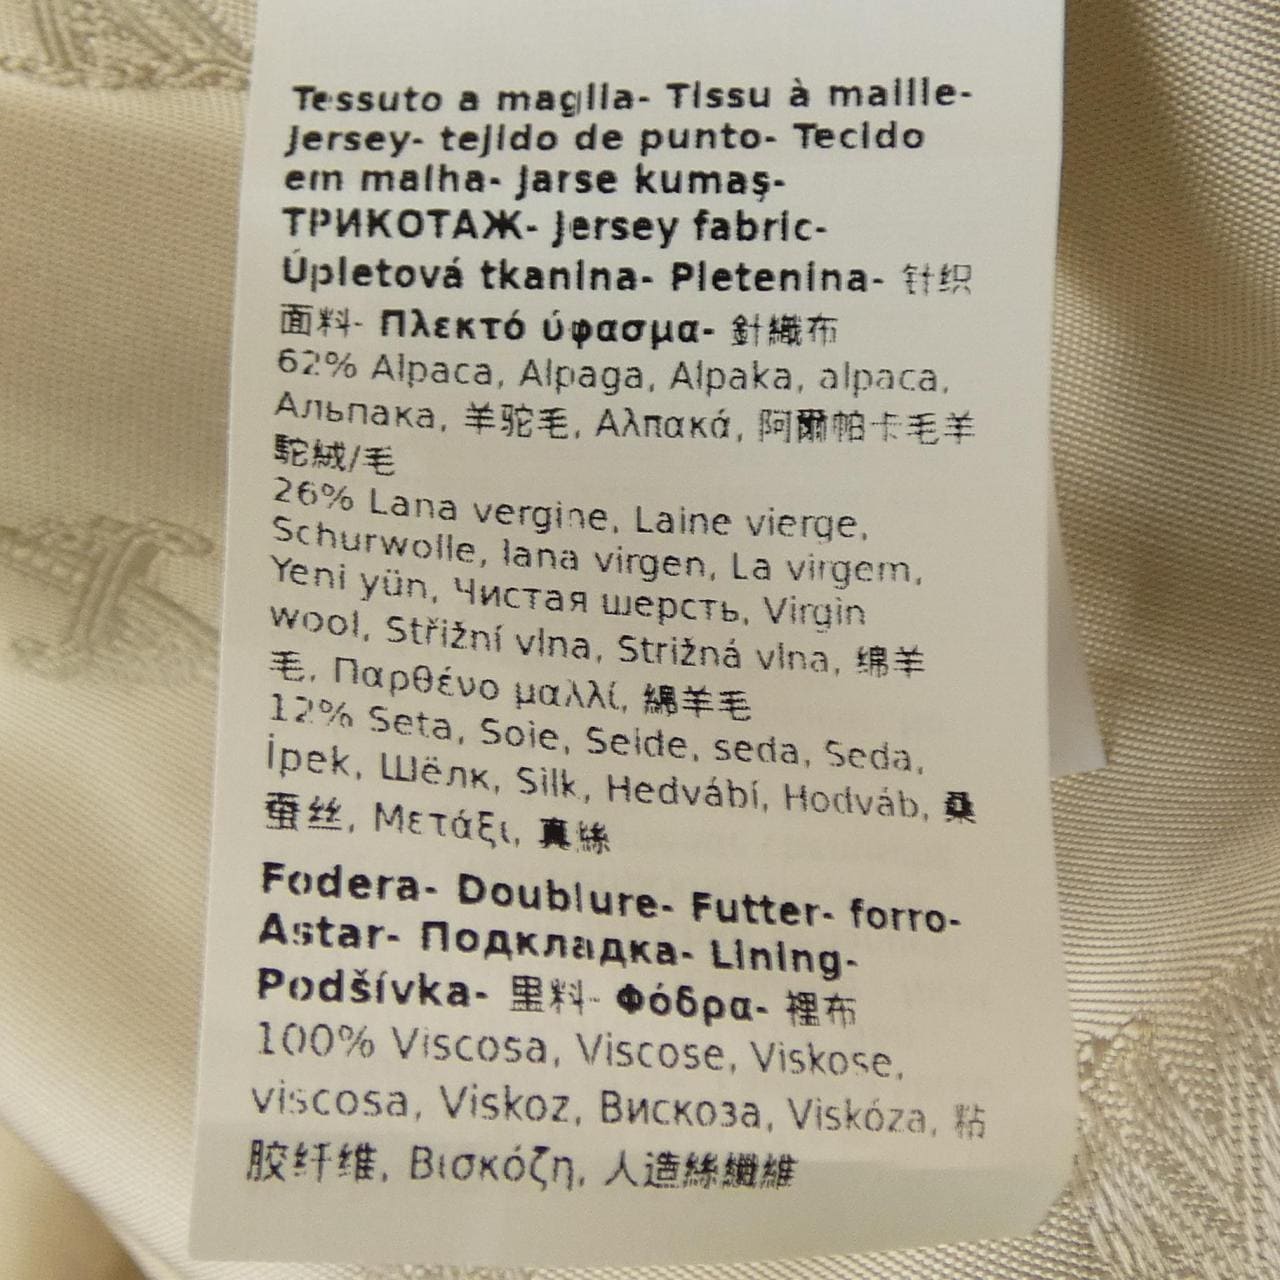 Tessuto a maglia- Tissu à maille-
Jersey- tejido de punto- Tecido
em malha- Jarse kumaş-
ТРИКОТАЖ- Jersey fabric-
Úpletová tkanina- Pletenina- 针织
面料- Πλεκτό ύφασμα- 針織布
62% Alpaca, Alpaga, Alpaka, alpaca,
Альпака, 羊驼毛, Αλπακά, 阿爾帕卡毛羊
駝絨/毛
26% Lana vergine, Laine vierge,
Schurwolle, lana virgen, La virgem,
Yeni yün, Чистая шерсть, Virgin
wool, Střižní vlna, Strižná vlna, 绵羊
毛, Παρθένο μαλλί, 綿羊毛
12% Seta, Soie, Seide, seda, Seda,
İpek, Шёлк, Silk, Hedvábí, Hodváb, 桑
蚕丝, Μετάξι, 真絲
Fodera- Doublure- Futter- forro-
Astar- Подкладка- Lining-
Podšívka- 里料- Φόδρα- 裡布
100% Viscosa, Viscose, Viskose,
viscosa, Viskoz, Вискоза, Viskóza, 粘
胶纤维, Βισκόζη, 人造絲纖維